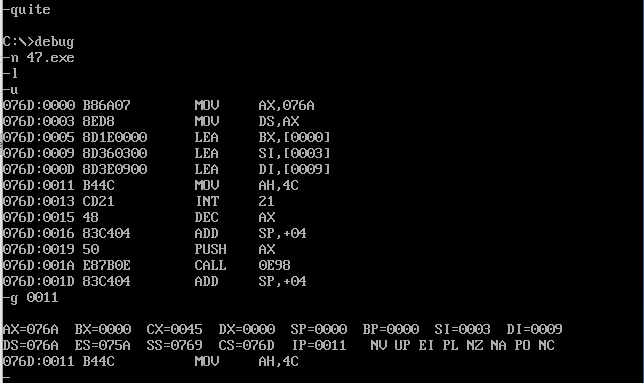 -quite
C:\>debug
-n 47.exe
-l
-u
076D:0000 B86A07 MOV AX,076A
076D:0003 8ED8 MOV DS,AX
076D:0005 8D1E0000 LEA BX,[0000]
076D:0009 8D360300 LEA SI,[0003]
076D:000D 8D3E0900 LEA DI,[0009]
076D:0011 B44C MOV AH,4C
076D:0013 CD21 INT 21
076D:0015 48 DEC AX
076D:0016 83C404 ADD SP,+04
076D:0019 50 PUSH AX
076D:001A E87B0E CALL 0E98
076D:001D 83C404 ADD SP,+04
-g 0011
AX=076A BX=0000 CX=0045 DX=0000 SP=0000 BP=0000 SI=0003 DI=0009
DS=076A ES=075A SS=0769 CS=076D IP=0011 NV UP EI PL NZ NA PO NC
076D:0011 B44C MOV AH,4C
-